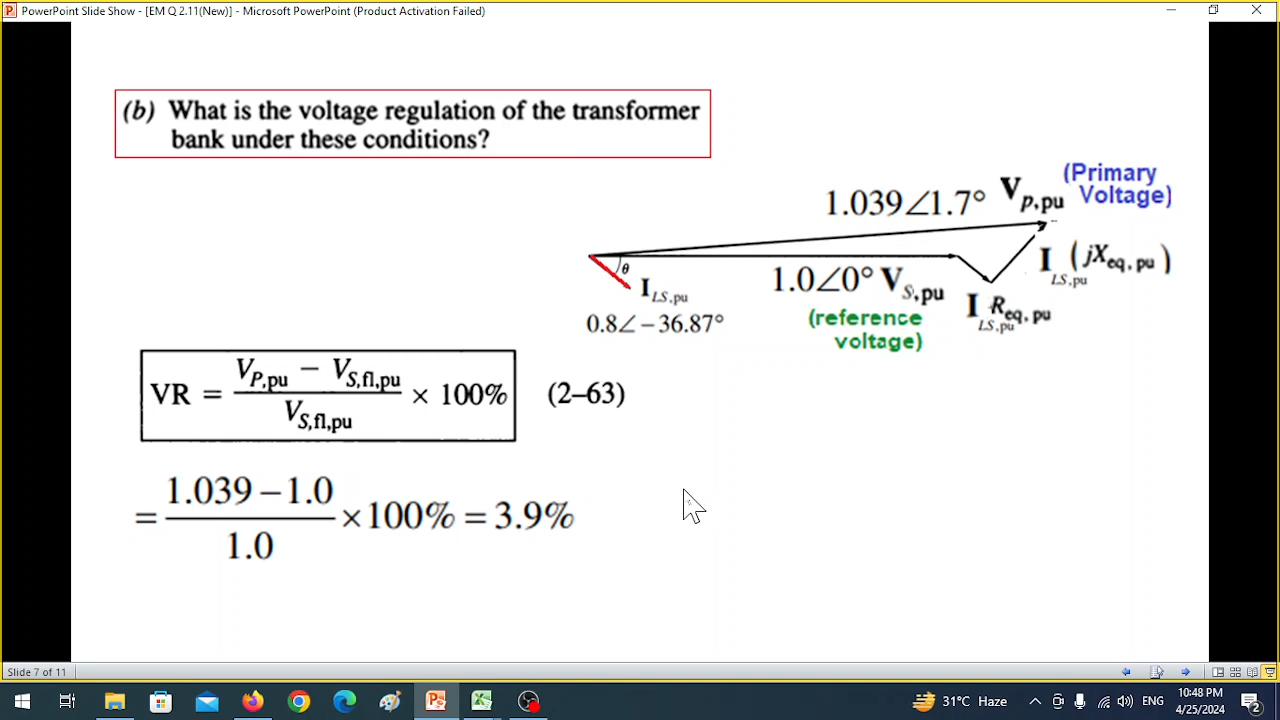 PowerPoint Slide Show - [EM Q 2.11(New)] - Microsoft PowerPoint (Product Activation Failed)
(b) What is the voltage regulation of the transformer
bank under these conditions?
1.039∠1.7° V_P,pu (Primary
Voltage)
θ
I_LS,pu
0.8∠−36.87°
1.0∠0° V_S,pu
(reference
voltage)
I_LS,pu R_eq,pu
I_LS,pu (jX_eq,pu)
VR = (V_P,pu − V_S,fl,pu) / V_S,fl,pu × 100% (2–63)
= (1.039 − 1.0) / 1.0 × 100% = 3.9%
Slide 7 of 11
31°C Haze
ENG
10:48 PM
4/25/2024
2